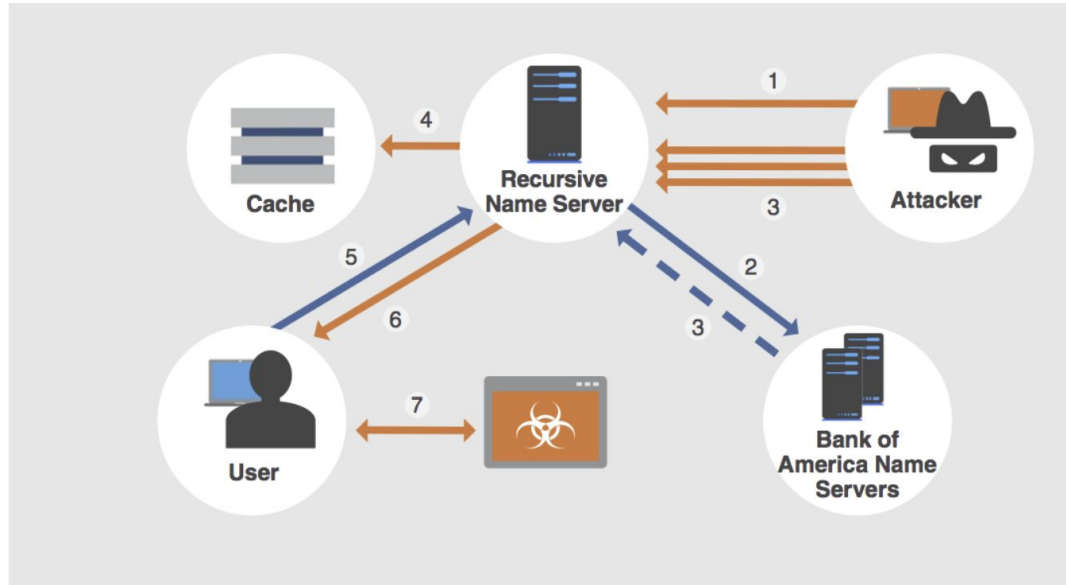 1
4
Recursive
Name Server
Cache
3
Attacker
5
2
6
3
7
User
Bank of
America Name
Servers